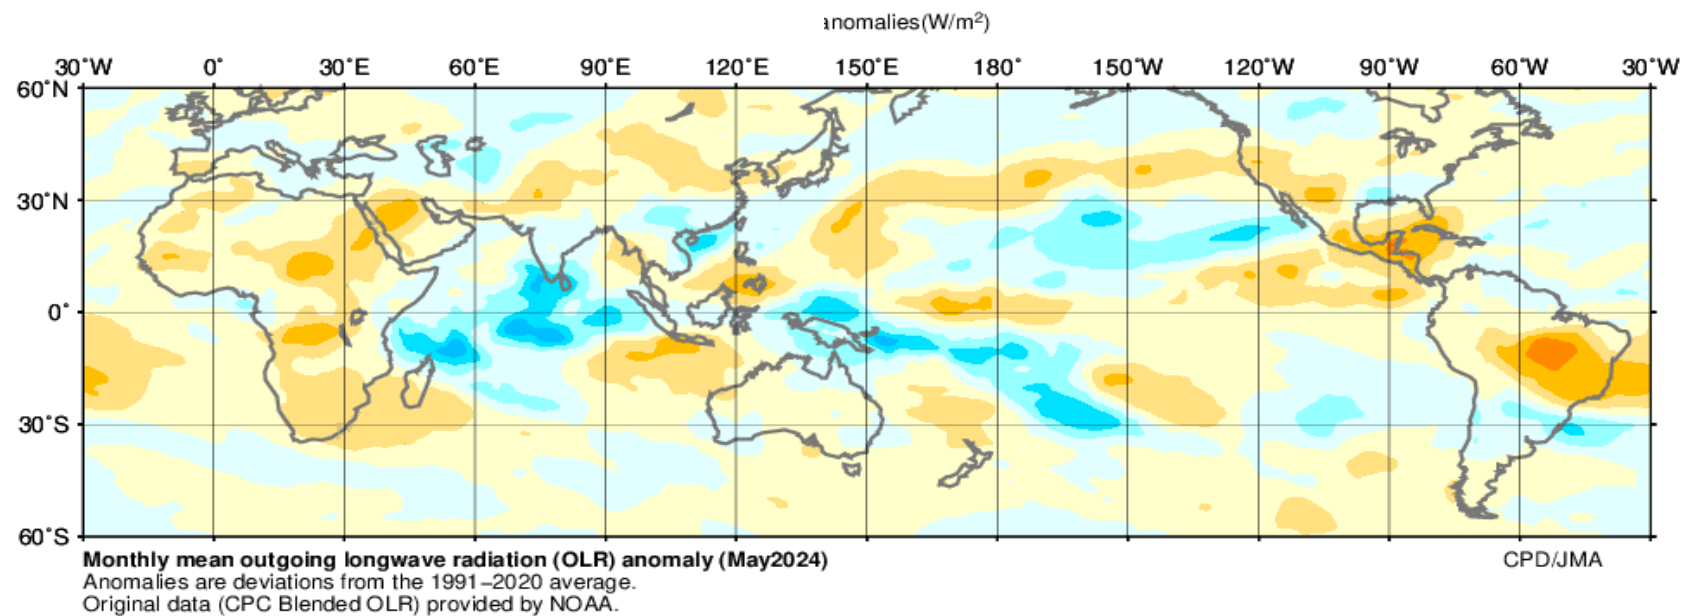 anomalies(W/m²)
30°W 0° 30°E 60°E 90°E 120°E 150°E 180° 150°W 120°W 90°W 60°W 30°W
60°N
30°N
0°
30°S
60°S
Monthly mean outgoing longwave radiation (OLR) anomaly (May2024) CPD/JMA
Anomalies are deviations from the 1991–2020 average.
Original data (CPC Blended OLR) provided by NOAA.